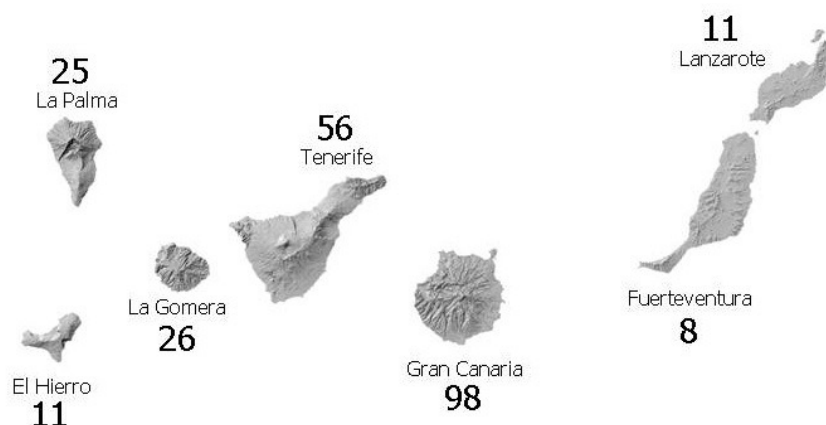 11
Lanzarote
25
La Palma
56
Tenerife
La Gomera
26
Fuerteventura
8
Gran Canaria
98
El Hierro
11